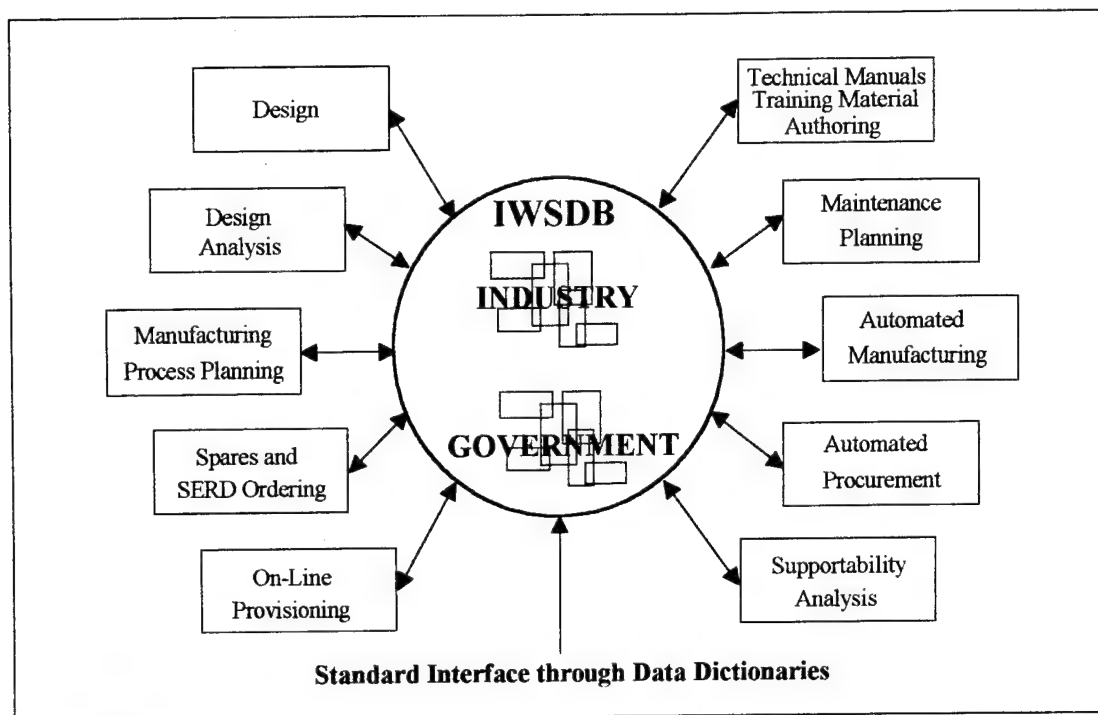 Design
Technical Manuals
Training Material
Authoring
IWSDB
Design
Analysis
Maintenance
Planning
INDUSTRY
Manufacturing
Process Planning
Automated
Manufacturing
GOVERNMENT
Spares and
SERD Ordering
Automated
Procurement
On-Line
Provisioning
Supportability
Analysis
Standard Interface through Data Dictionaries